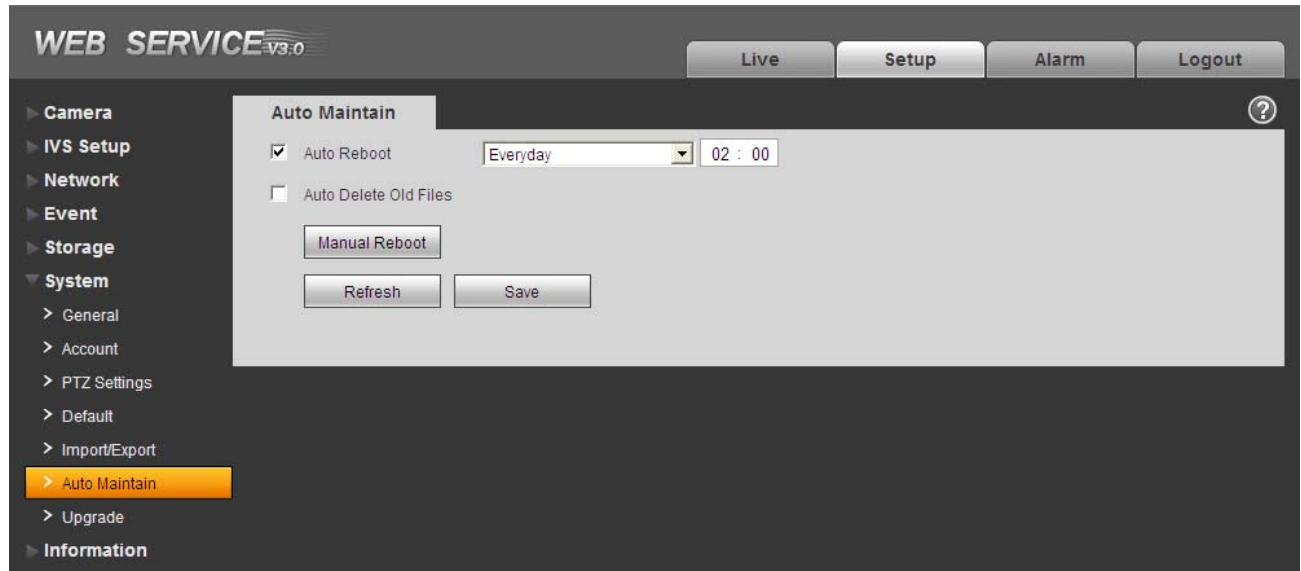 WEB SERVICE V3.0
Live Setup Alarm Logout
Camera
IVS Setup
Network
Event
Storage
System
> General
> Account
> PTZ Settings
> Default
> Import/Export
> Auto Maintain
> Upgrade
Information
Auto Maintain ?
Auto Reboot Everyday 02 : 00
Auto Delete Old Files
Manual Reboot
Refresh Save